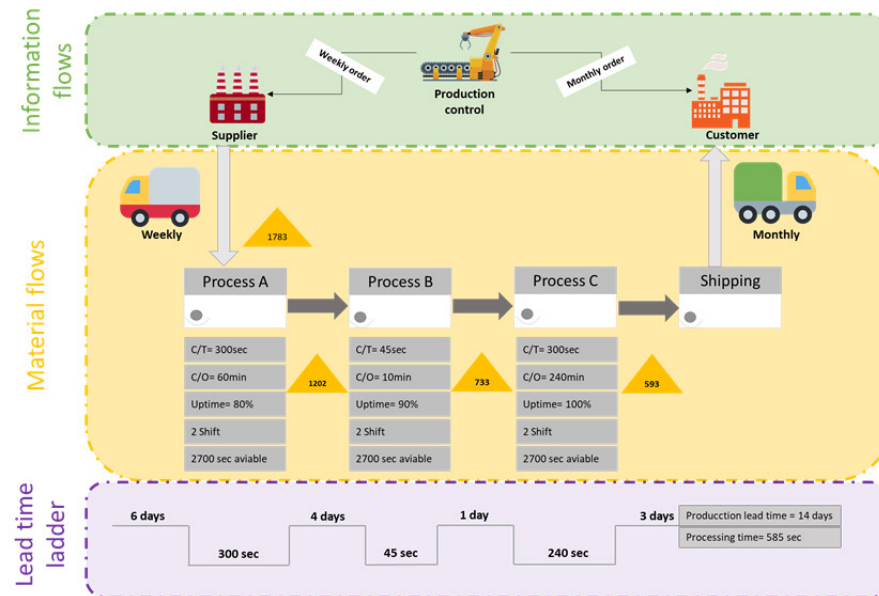 Information
flows
Weekly order
Monthly order
Production
control
Supplier
Customer
Material flows
Weekly
Monthly
1783
Process A
Process B
Process C
Shipping
C/T= 300sec
C/O= 60min
Uptime= 80%
2 Shift
2700 sec aviable
1202
C/T= 45sec
C/O= 10min
Uptime= 90%
2 Shift
2700 sec aviable
733
C/T= 300sec
C/O= 240min
Uptime= 100%
2 Shift
2700 sec aviable
593
Lead time
ladder
6 days
300 sec
4 days
45 sec
1 day
240 sec
3 days
Producction lead time = 14 days
Processing time= 585 sec